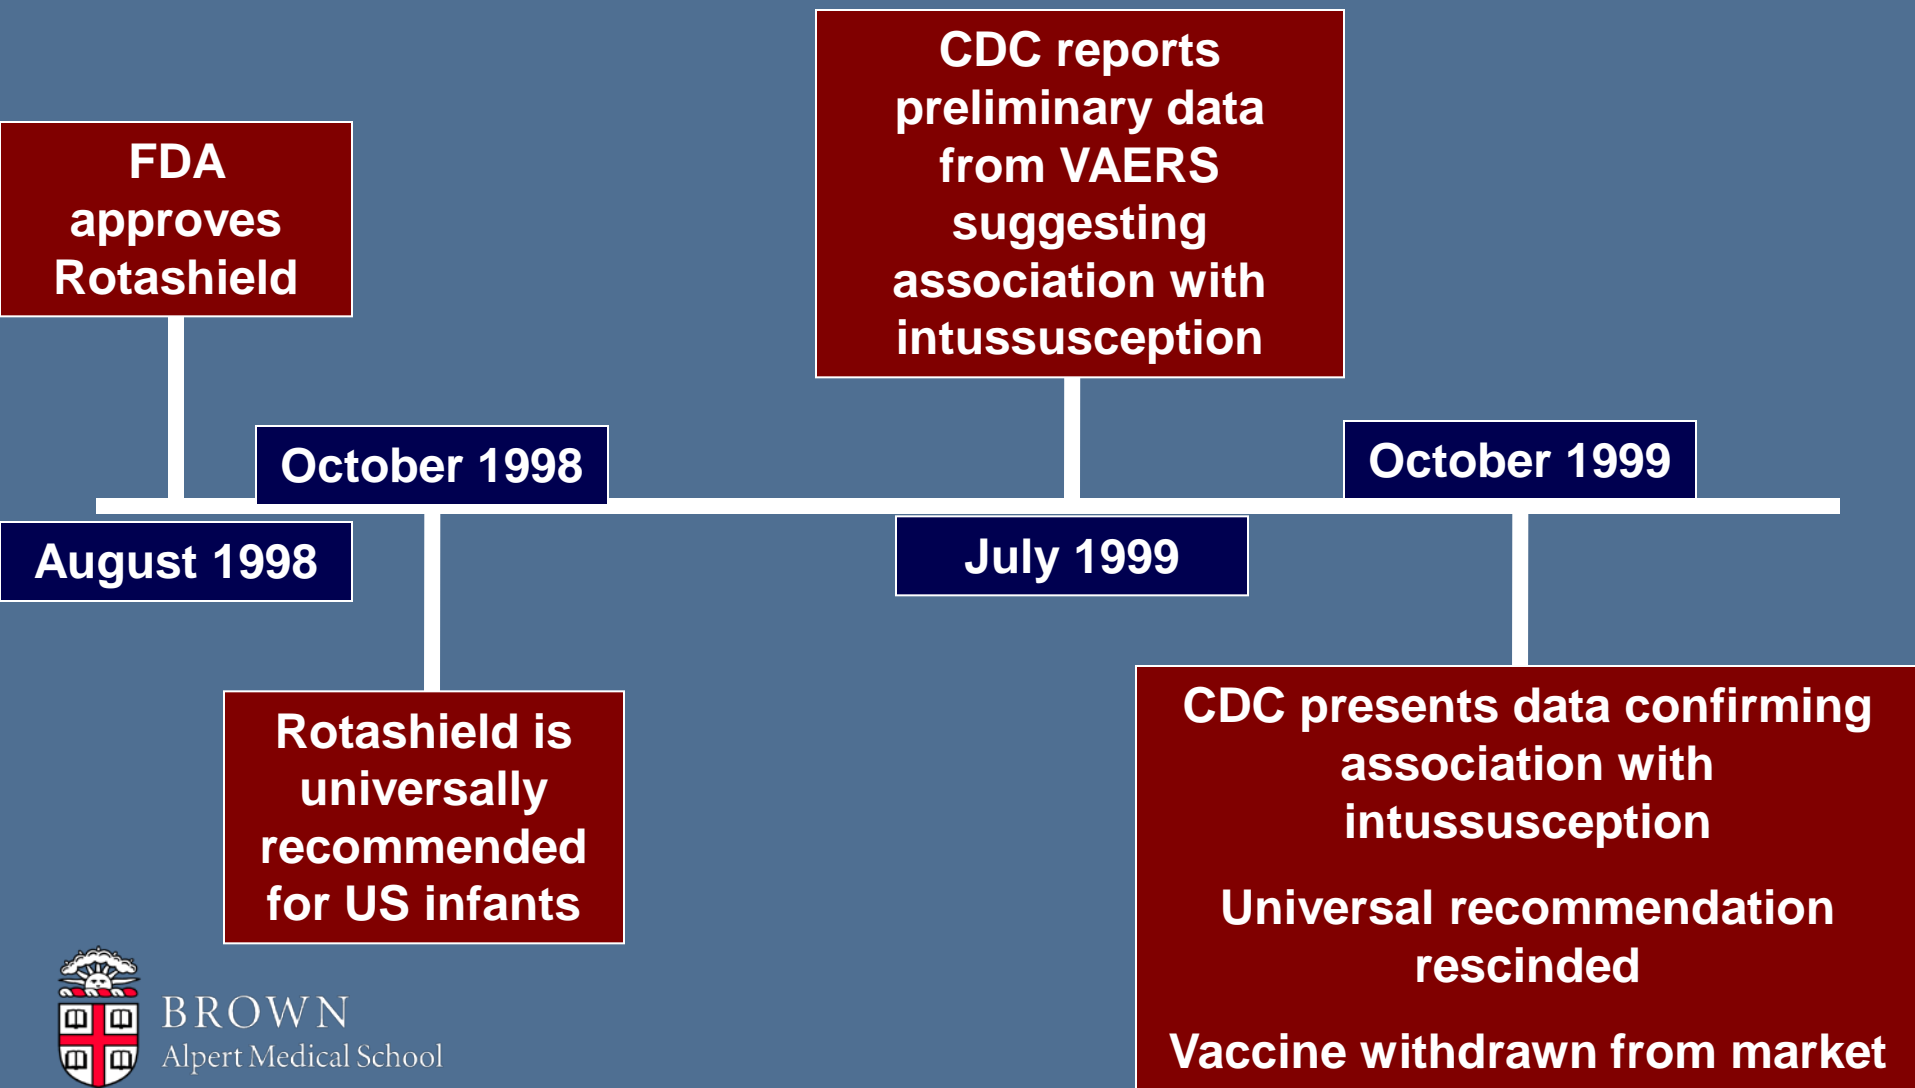 FDA
approves
Rotashield
August 1998
October 1998
Rotashield is
universally
recommended
for US infants
CDC reports
preliminary data
from VAERS
suggesting
association with
intussusception
July 1999
October 1999
CDC presents data confirming
association with
intussusception
Universal recommendation
rescinded
Vaccine withdrawn from market
BROWN
Alpert Medical School